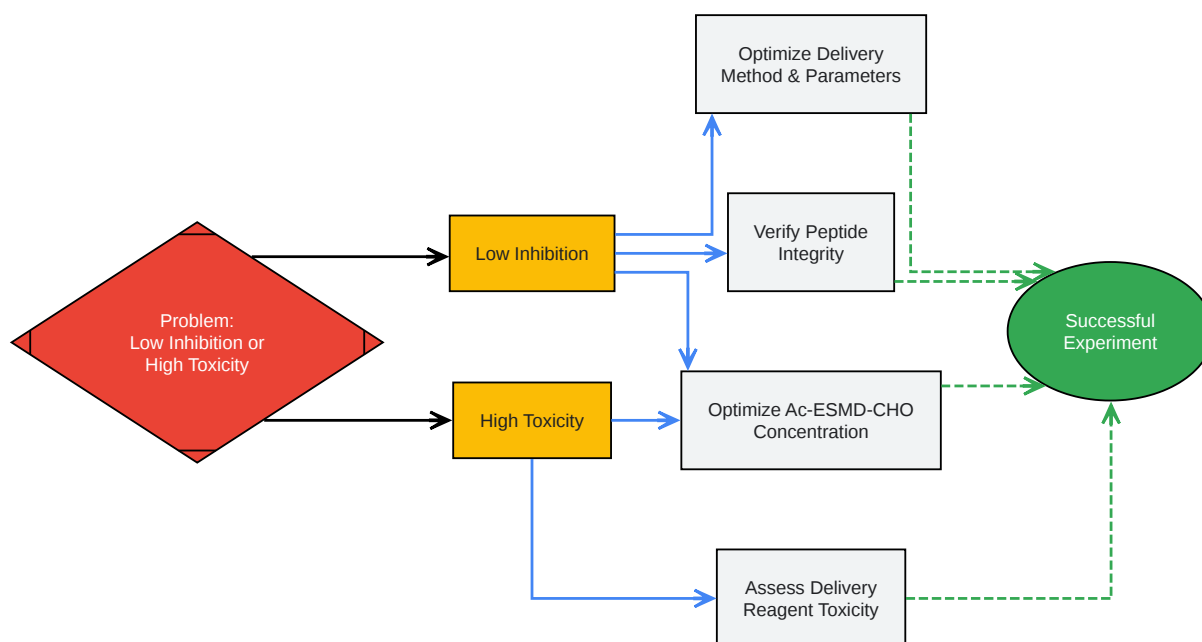 Optimize Delivery
Method & Parameters
Verify Peptide
Integrity
Low Inhibition
Problem:
Low Inhibition or
High Toxicity
Successful
Experiment
High Toxicity
Optimize Ac-ESMD-CHO
Concentration
Assess Delivery
Reagent Toxicity